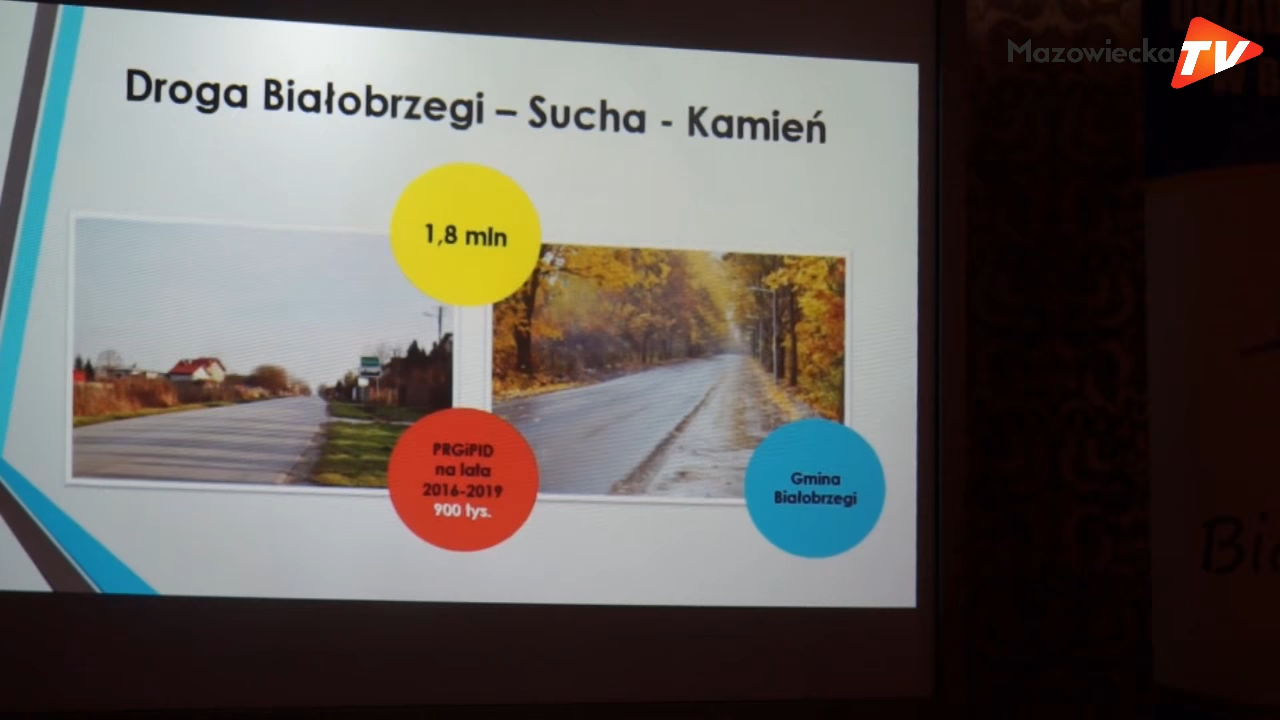 Mazowiecka TV
Droga Białobrzegi – Sucha - Kamień
1,8 mln
PRGiPID
na lata
2016-2019
900 tys.
Gmina
Białobrzegi